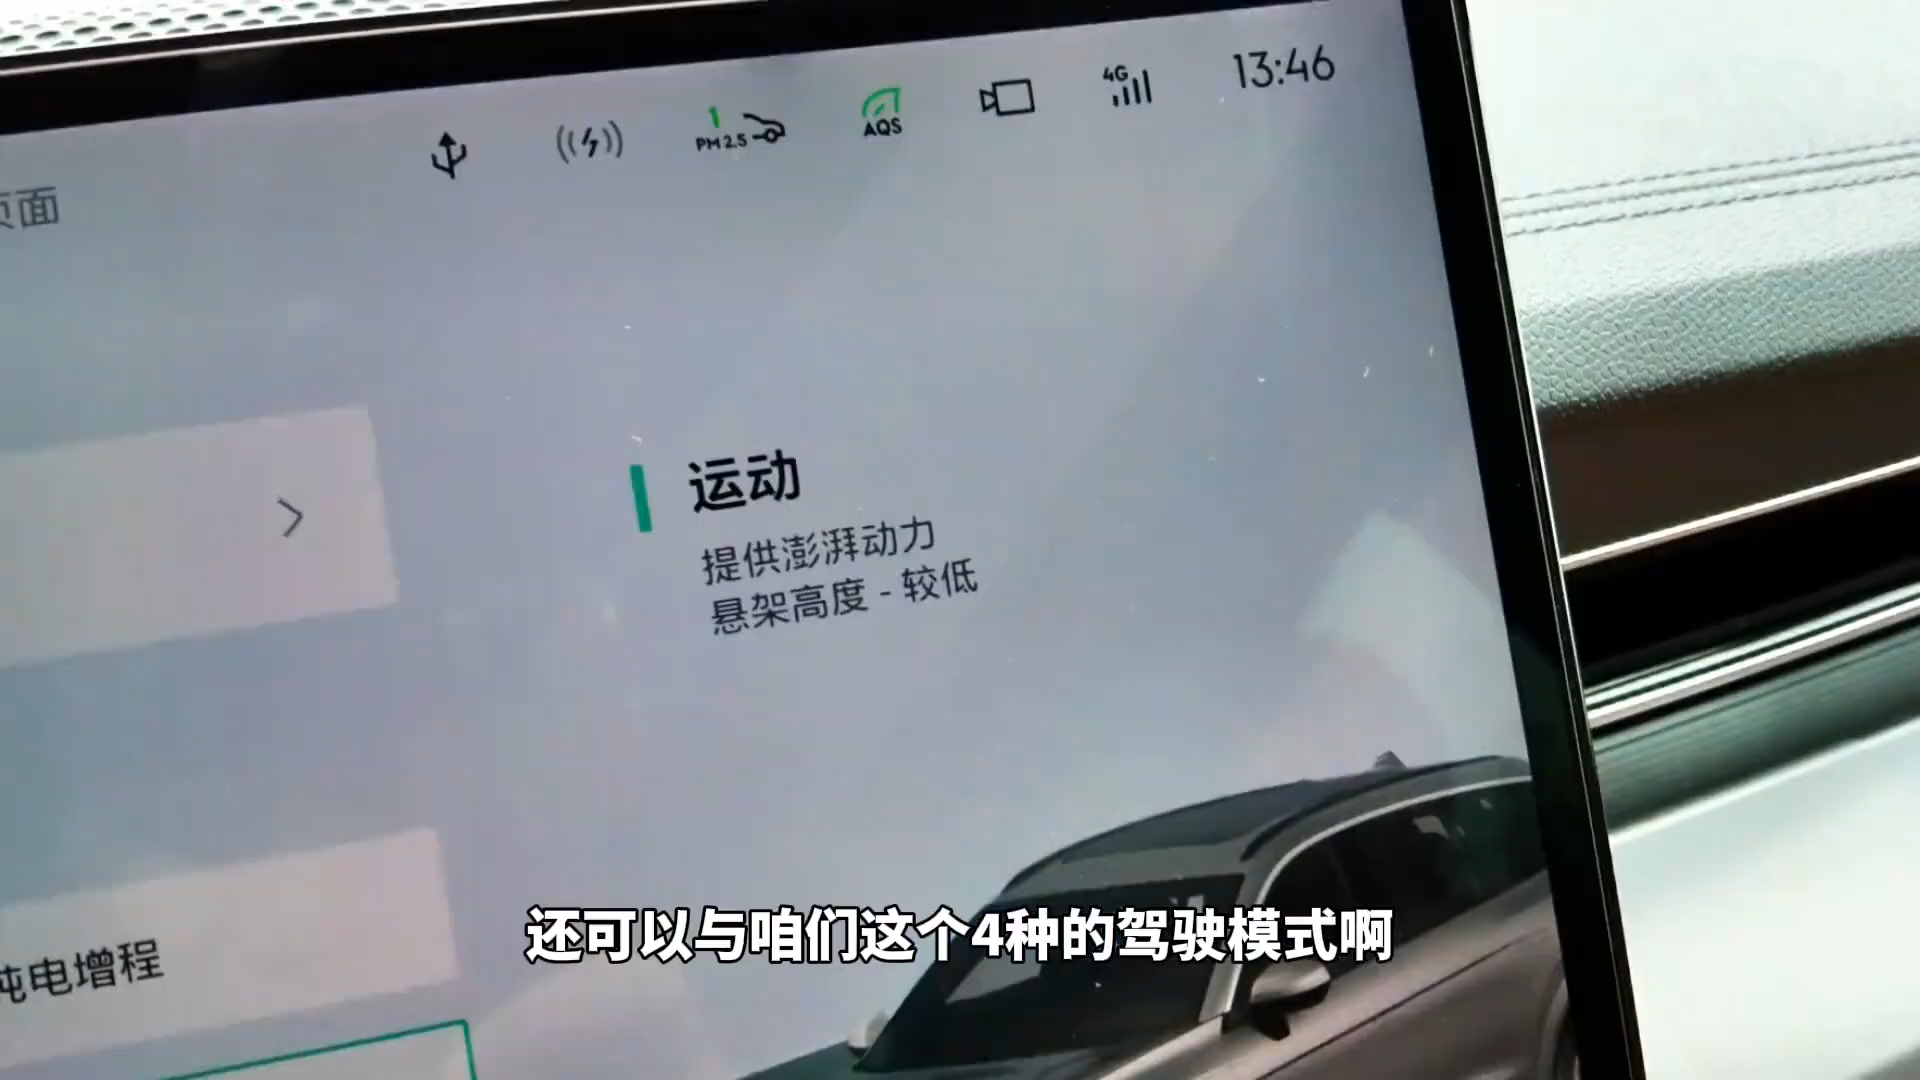 13:46
4G
AQS
1
PM2.5
页面
运动
提供澎湃动力
悬架高度 - 较低
还可以与咱们这个4种的驾驶模式啊
纯电增程